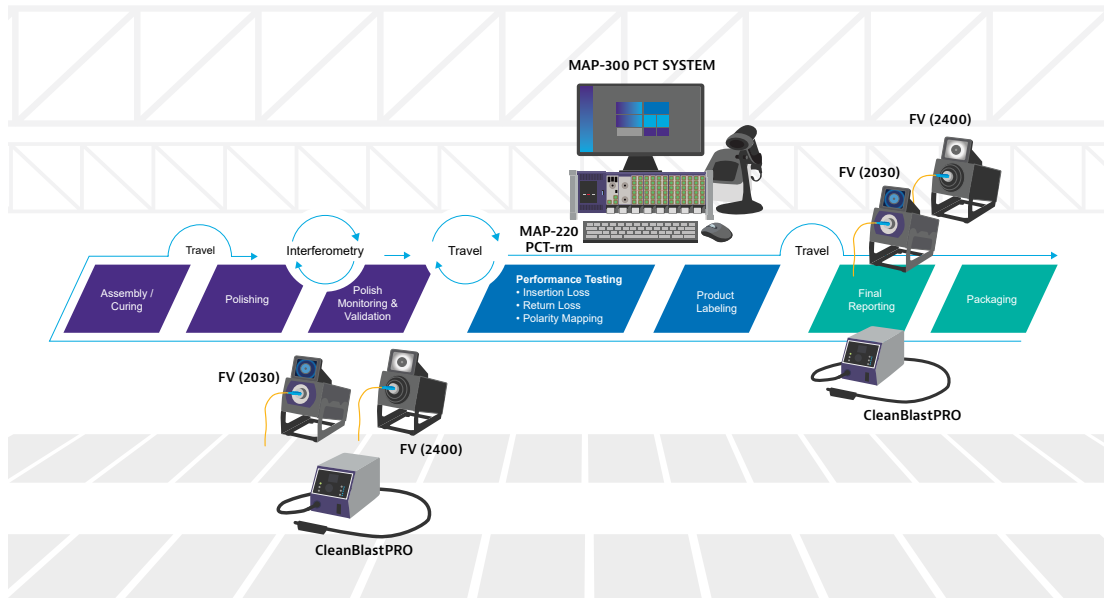 MAP-300 PCT SYSTEM
FV (2400)
FV (2030)
MAP-220
PCT-rm
Travel
Interferometry
Travel
Travel
Assembly /
Curing
Polishing
Polish
Monitoring &
Validation
Performance Testing
• Insertion Loss
• Return Loss
• Polarity Mapping
Product
Labeling
Final
Reporting
Packaging
FV (2030)
FV (2400)
CleanBlastPRO
CleanBlastPRO